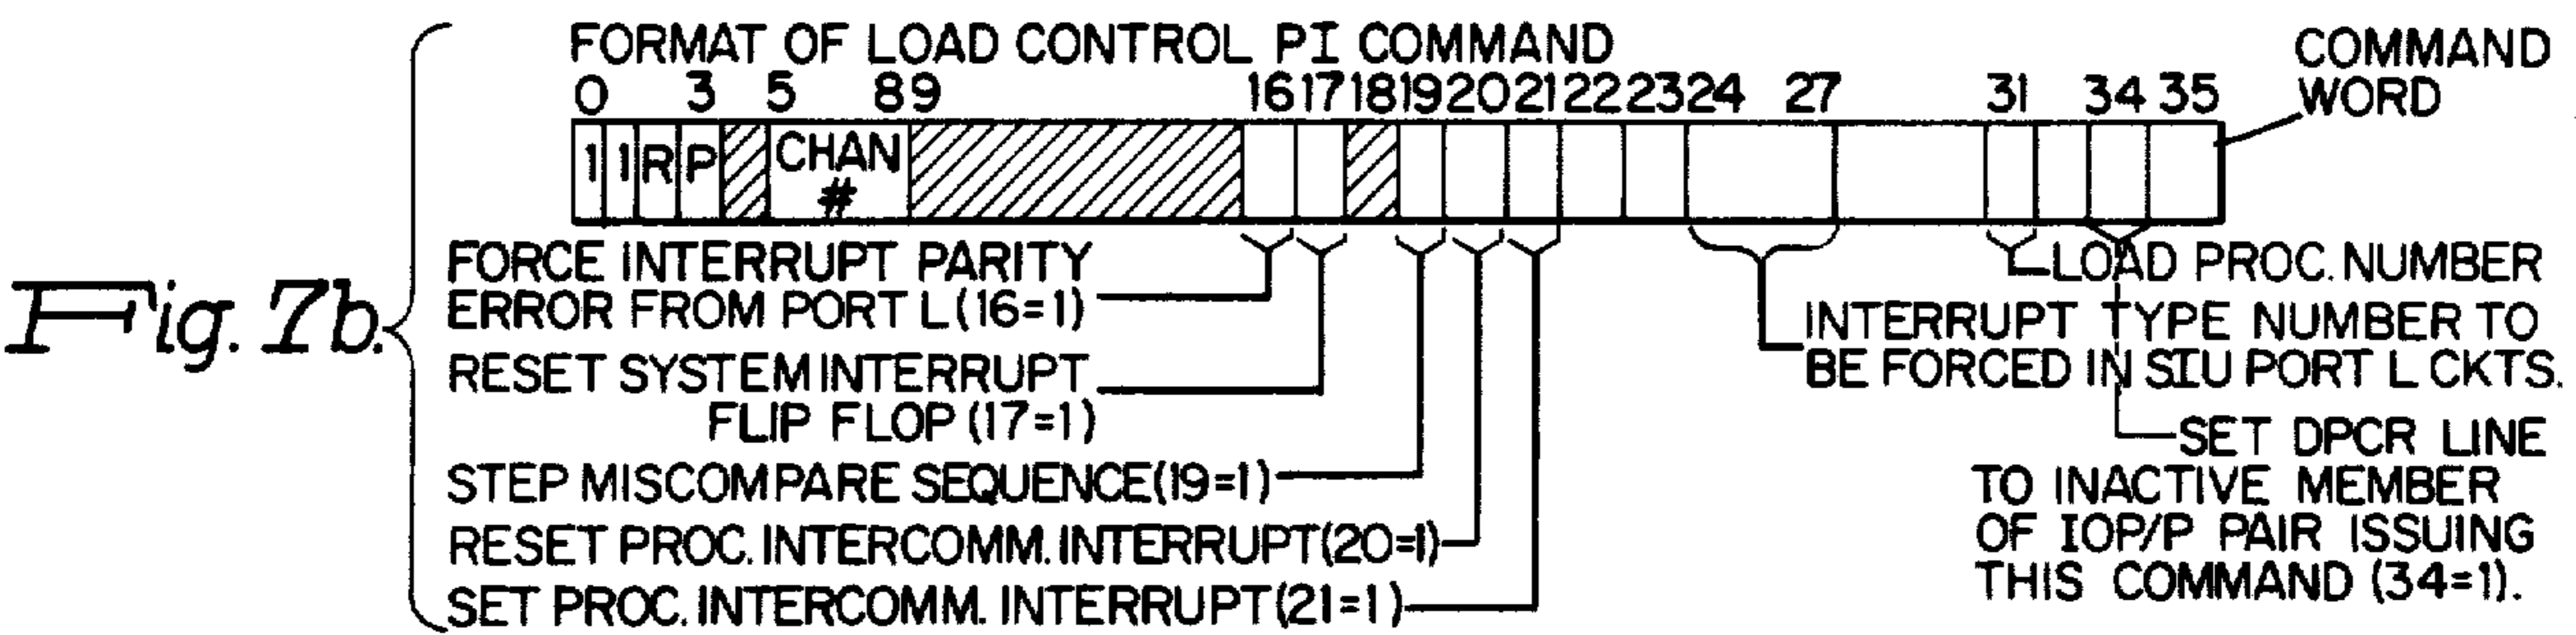 FORMAT OF LOAD CONTROL PI COMMAND
COMMAND
WORD
0 3 5 8 9 16 17 18 19 20 21 22 23 24 27 31 34 35
1 1 R P CHAN
#
Fig. 7b.
FORCE INTERRUPT PARITY
ERROR FROM PORT L (16=1)
RESET SYSTEM INTERRUPT
FLIP FLOP (17=1)
STEP MISCOMPARE SEQUENCE(19=1)
RESET PROC. INTERCOMM. INTERRUPT(20=1)
SET PROC. INTERCOMM. INTERRUPT(21=1)
LOAD PROC. NUMBER
INTERRUPT TYPE NUMBER TO
BE FORCED IN SIU PORT L CKTS.
SET DPCR LINE
TO INACTIVE MEMBER
OF IOP/P PAIR ISSUING
THIS COMMAND (34=1).